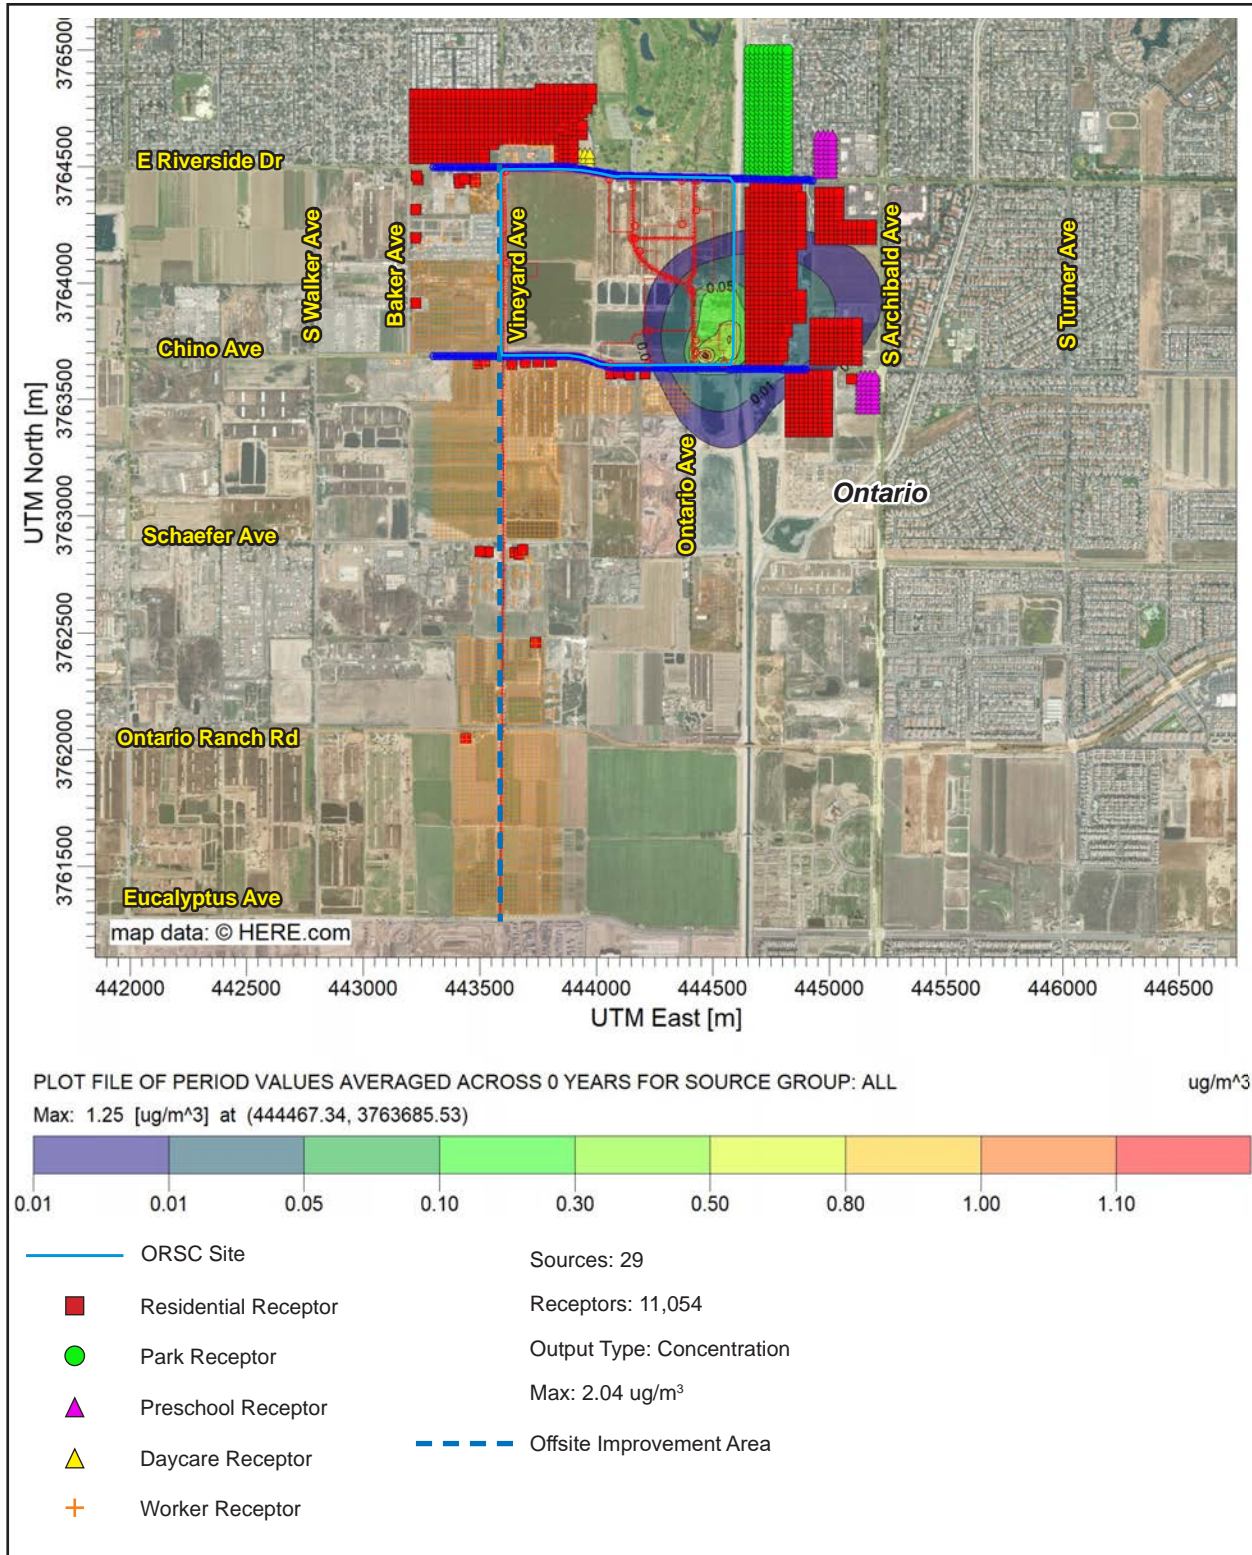 3765000
3764500
3764000
3763500
3763000
3762500
3762000
3761500
UTM North [m]
E Riverside Dr
S Walker Ave
Baker Ave
Vineyard Ave
S Archibald Ave
S Turner Ave
0.05
Chino Ave
0.01
Ontario Ave
Ontario
Schaefer Ave
Ontario Ranch Rd
Eucalyptus Ave
map data: © HERE.com
442000 442500 443000 443500 444000 444500 445000 445500 446000 446500
UTM East [m]
PLOT FILE OF PERIOD VALUES AVERAGED ACROSS 0 YEARS FOR SOURCE GROUP: ALL ug/m^3
Max: 1.25 [ug/m^3] at (444467.34, 3763685.53)
0.01 0.01 0.05 0.10 0.30 0.50 0.80 1.00 1.10
ORSC Site
Residential Receptor
Park Receptor
Preschool Receptor
Daycare Receptor
Worker Receptor
Sources: 29
Receptors: 11,054
Output Type: Concentration
Max: 2.04 ug/m³
Offsite Improvement Area